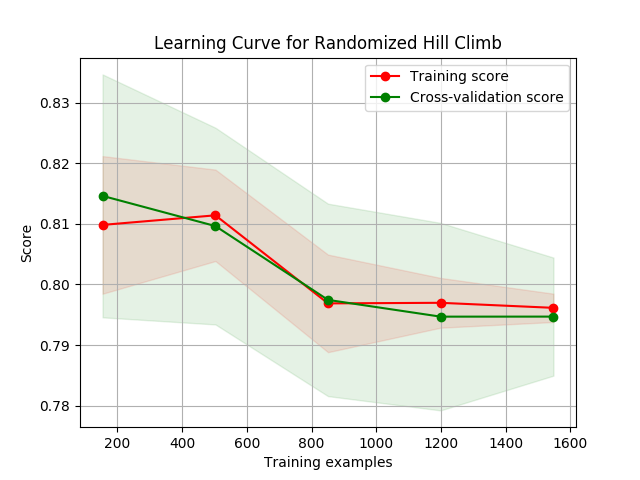 Learning Curve for Randomized Hill Climb
Training score
Cross-validation score
0.83
0.82
0.81
0.80
0.79
0.78
Score
200 400 600 800 1000 1200 1400 1600
Training examples